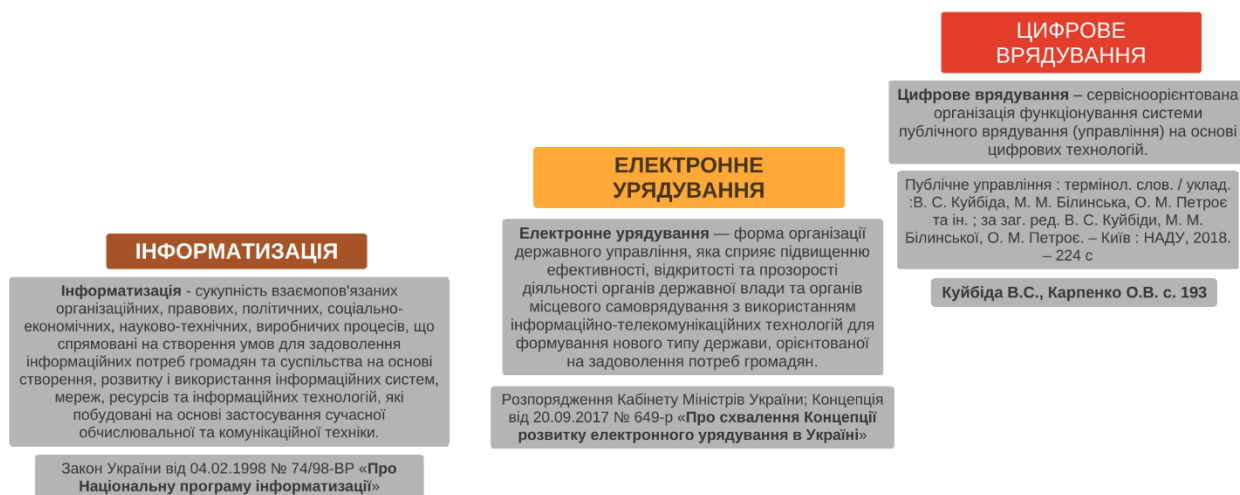 ІНФОРМАТИЗАЦІЯ
Інформатизація - сукупність взаємопов'язаних
організаційних, правових, політичних, соціально-
економічних, науково-технічних, виробничих процесів, що
спрямовані на створення умов для задоволення
інформаційних потреб громадян та суспільства на основі
створення, розвитку і використання інформаційних систем,
мереж, ресурсів та інформаційних технологій, які
побудовані на основі застосування сучасної
обчислювальної та комунікаційної техніки.
Закон України від 04.02.1998 № 74/98-ВР «Про
Національну програму інформатизації»
ЕЛЕКТРОННЕ
УРЯДУВАННЯ
Електронне урядування — форма організації
державного управління, яка сприяє підвищенню
ефективності, відкритості та прозорості
діяльності органів державної влади та органів
місцевого самоврядування з використанням
інформаційно-телекомунікаційних технологій для
формування нового типу держави, орієнтованої
на задоволення потреб громадян.
Розпорядження Кабінету Міністрів України; Концепція
від 20.09.2017 № 649-р «Про схвалення Концепції
розвитку електронного урядування в Україні»
ЦИФРОВЕ
ВРЯДУВАННЯ
Цифрове врядування – сервісноорієнтована
організація функціонування системи
публічного врядування (управління) на основі
цифрових технологій.
Публічне управління : термінол. слов. / уклад.
:В. С. Куйбіда, М. М. Білинська, О. М. Петроє
та ін. ; за заг. ред. В. С. Куйбіди, М. М.
Білинської, О. М. Петроє. – Київ : НАДУ, 2018.
– 224 с
Куйбіда В.С., Карпенко О.В. с. 193